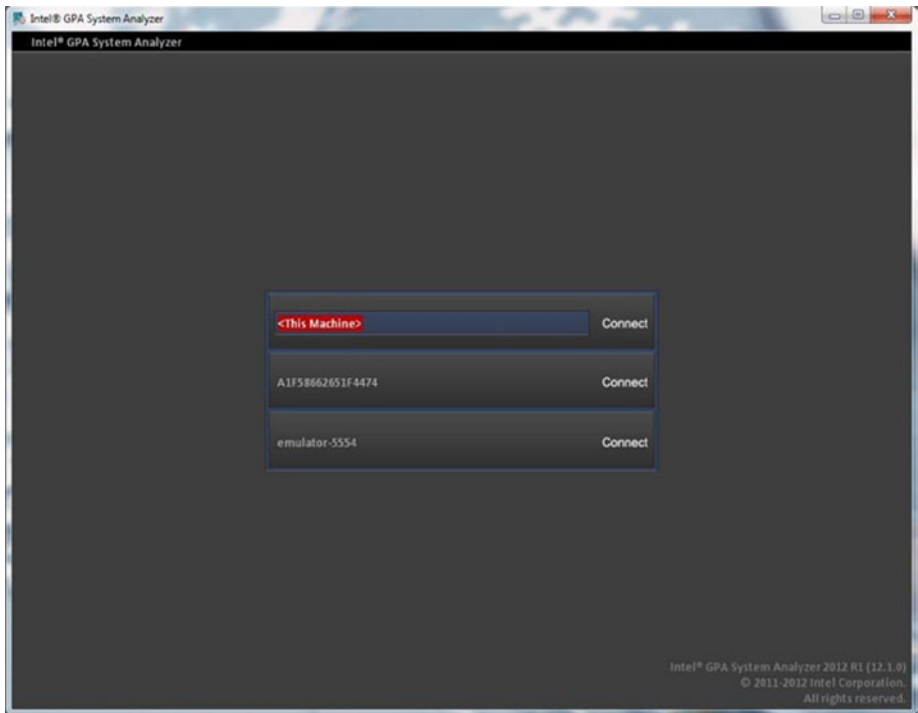 Intel® GPA System Analyzer
Intel® GPA System Analyzer
<This Machine> Connect
A1F58662651F4474 Connect
emulator-5554 Connect
Intel® GPA System Analyzer 2012 R1 (12.1.0)
© 2011-2012 Intel Corporation.
All rights reserved.